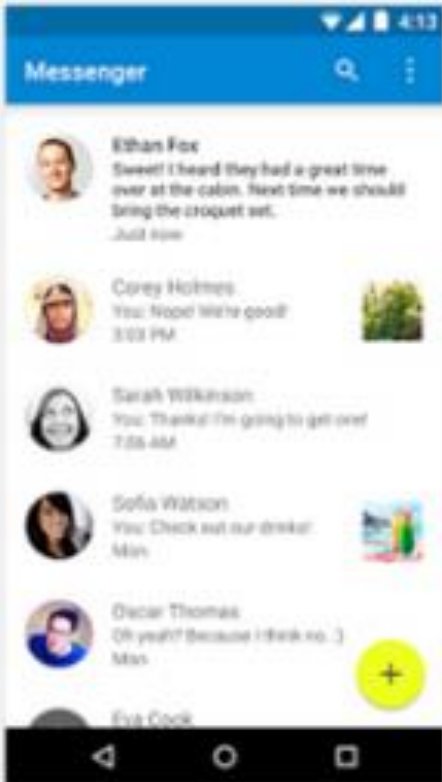 4:13
Messenger
Ethan Fox
Sweet! I heard they had a great time
over at the cabin. Next time we should
bring the croquet set.
Just now
Corey Holmes
You: Nope! We're good!
3:03 PM
Sarah Wilkinson
You: Thanks! I'm going to get one!
7:06 AM
Sofia Watson
You: Check out our drinks!
Mon
Oscar Thomas
Oh yeah? Because I think no. :)
Mon
Eva Cook